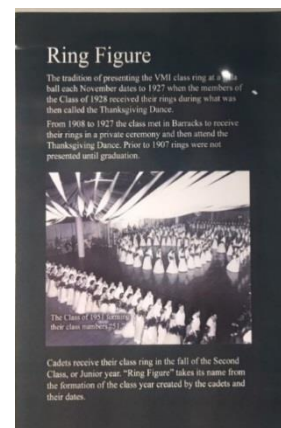 Ring Figure
The tradition of presenting the VMI class ring at a
ball each November dates to 1927 when the members of
the Class of 1928 received their rings during what was
then called the Thanksgiving Dance.
From 1908 to 1927 the class met in Barracks to receive
their rings in a private ceremony and then attend the
Thanksgiving Dance. Prior to 1907 rings were not
presented until graduation.
The Class of 1951 forming
their class numbers
Cadets receive their class ring in the fall of the Second
Class, or Junior year. “Ring Figure” takes its name from
the formation of the class year created by the cadets and
their dates.